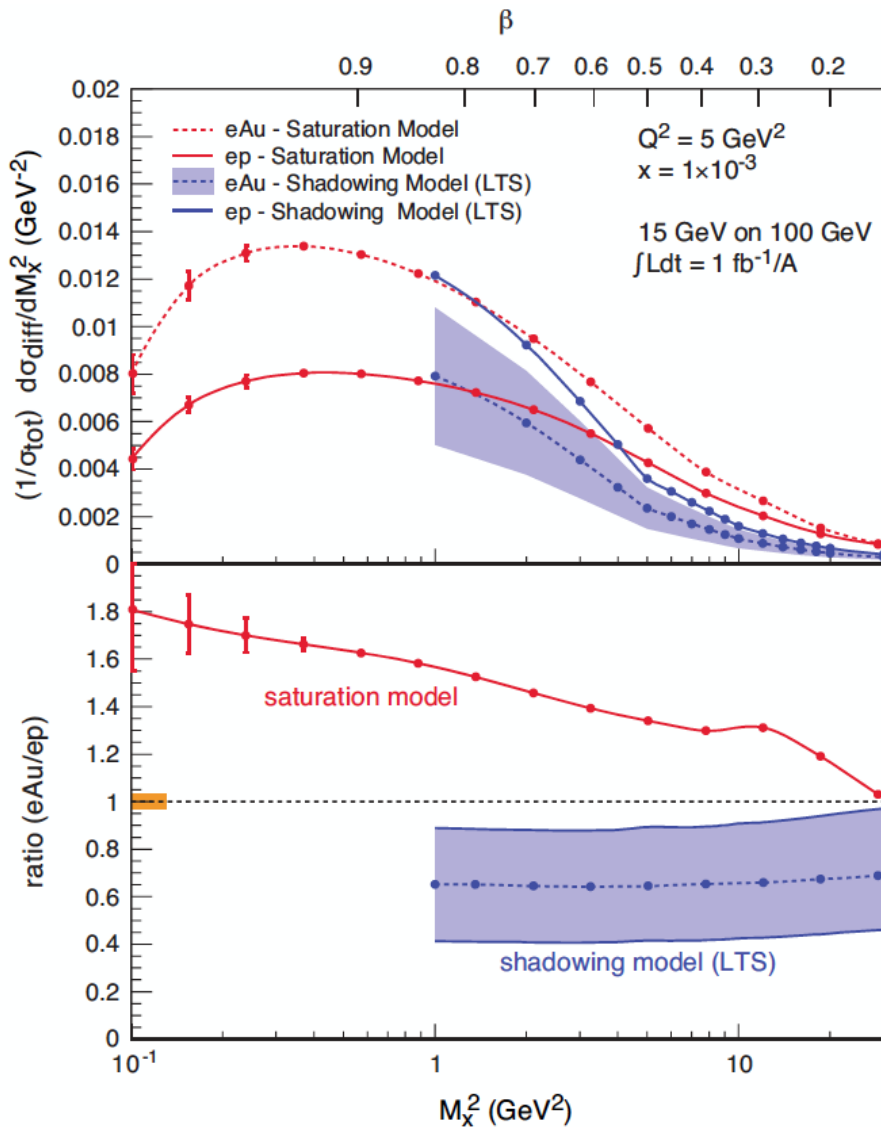 β
0.9 0.8 0.7 0.6 0.5 0.4 0.3 0.2
0.02
0.018
0.016
0.014
0.012
0.01
0.008
0.006
0.004
0.002
0
(1/σtot) dσdiff/dMx² (GeV⁻²)
eAu - Saturation Model
ep - Saturation Model
eAu - Shadowing Model (LTS)
ep - Shadowing Model (LTS)
Q² = 5 GeV²
x = 1×10⁻³
15 GeV on 100 GeV
∫Ldt = 1 fb⁻¹/A
1.8
1.6
1.4
1.2
1
0.8
0.6
0.4
0.2
0
ratio (eAu/ep)
saturation model
shadowing model (LTS)
10⁻¹ 1 10
Mx² (GeV²)